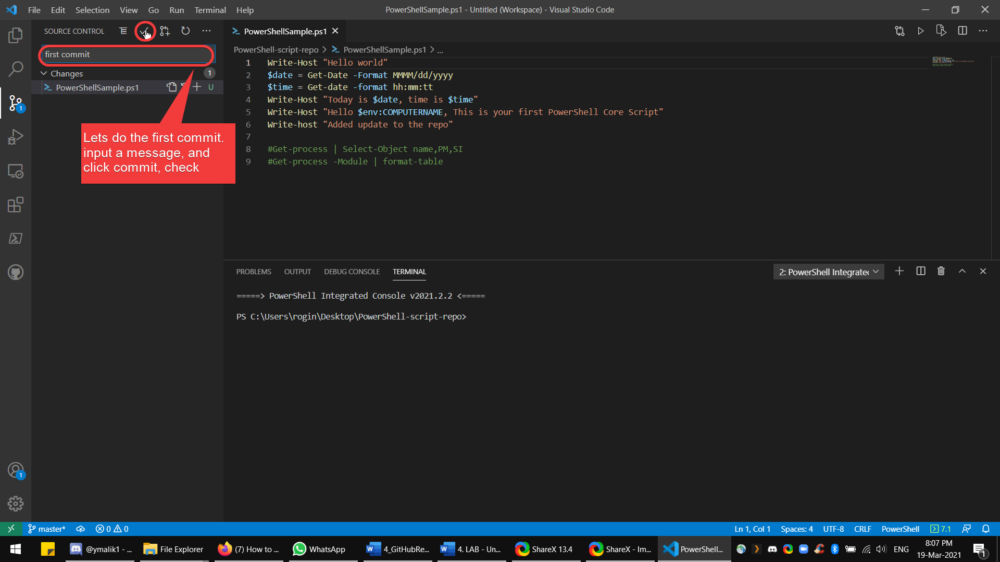 File Edit Selection View Go Run Terminal Help
PowerShellSample.ps1 - Untitled (Workspace) - Visual Studio Code
SOURCE CONTROL
first commit
Changes
1
PowerShellSample.ps1
U
1
Lets do the first commit.
input a message, and
click commit, check
PowerShellSample.ps1
PowerShell-script-repo > PowerShellSample.ps1 > ...
1 Write-Host "Hello world"
2 $date = Get-Date -Format MMMM/dd/yyyy
3 $time = Get-date -format hh:mm:tt
4 Write-Host "Today is $date, time is $time"
5 Write-Host "Hello $env:COMPUTERNAME, This is your first PowerShell Core Script"
6 Write-host "Added update to the repo"
7
8 #Get-process | Select-Object name,PM,SI
9 #Get-process -Module | format-table
PROBLEMS OUTPUT DEBUG CONSOLE TERMINAL
2: PowerShell Integrate
=====> PowerShell Integrated Console v2021.2.2 <=====
PS C:\Users\rogin\Desktop\PowerShell-script-repo>
1
master* 0 0
Ln 1, Col 1 Spaces: 4 UTF-8 CRLF PowerShell 7.1
@ymalik1 - ... File Explorer (7) How to ... WhatsApp 4_GitHubRe... 4. LAB - Un... ShareX 13.4 ShareX - Im... PowerShell...
ENG
8:07 PM
19-Mar-2021
1